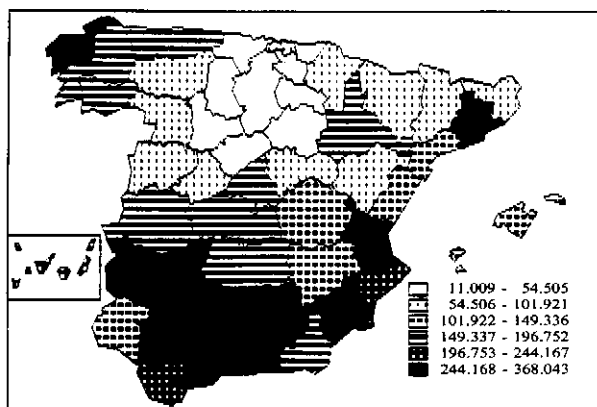 11.009 - 54.505
54.506 - 101.921
101.922 - 149.336
149.337 - 196.752
196.753 - 244.167
244.168 - 368.043